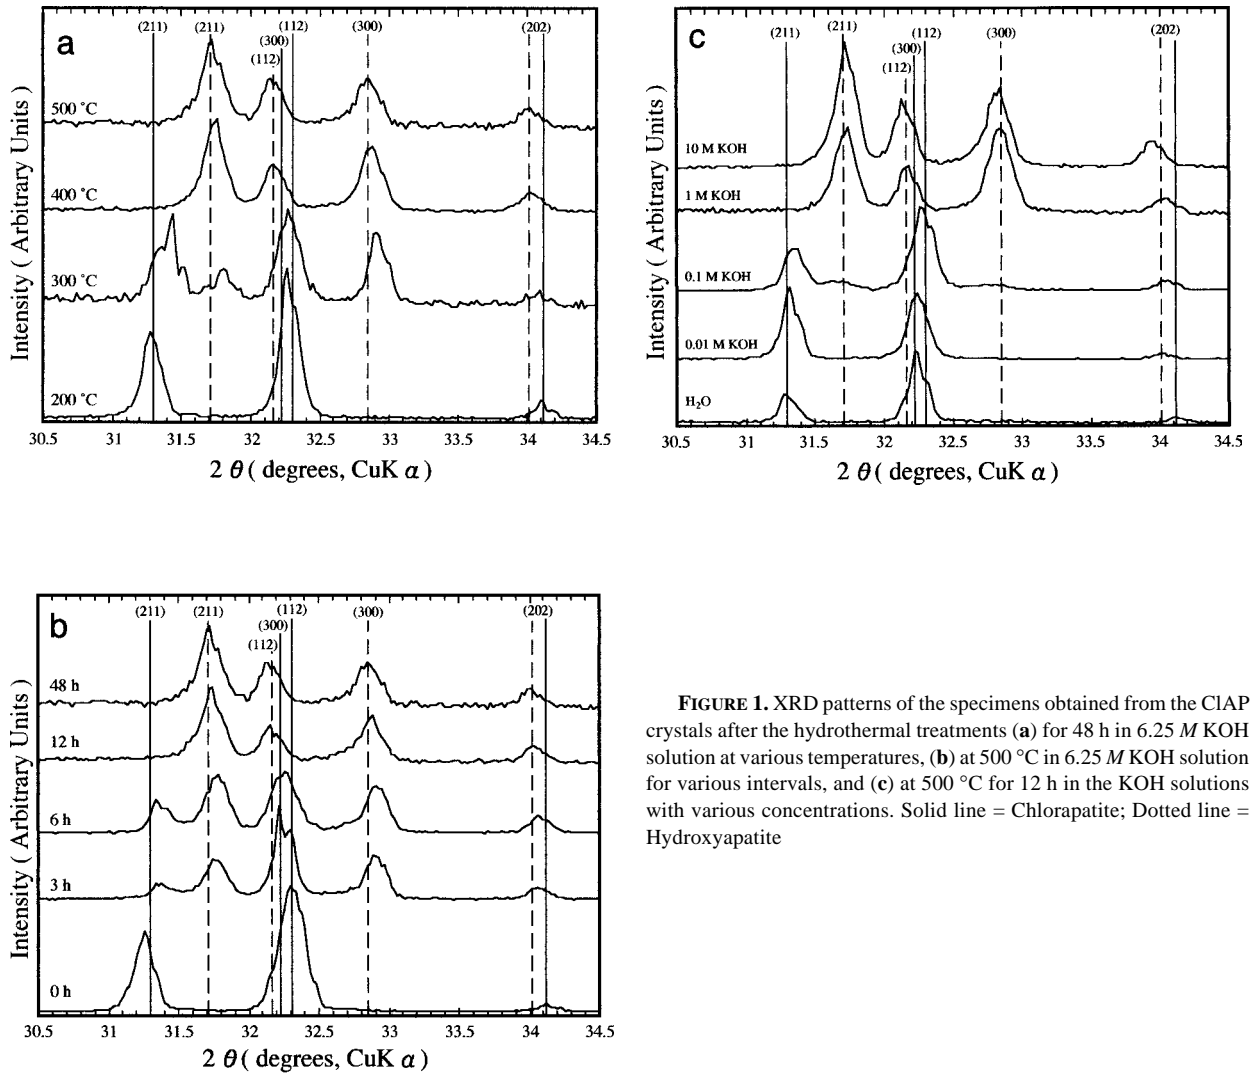 a
(211) (211) (112) (300) (202)
(300)
(112)
500 °C
400 °C
300 °C
200 °C
30.5 31 31.5 32 32.5 33 33.5 34 34.5
2 θ ( degrees, CuK α )
Intensity ( Arbitrary Units )
c
(211) (211) (112) (300) (202)
(300)
(112)
10 M KOH
1 M KOH
0.1 M KOH
0.01 M KOH
H₂O
30.5 31 31.5 32 32.5 33 33.5 34 34.5
2 θ ( degrees, CuK α )
Intensity ( Arbitrary Units )
b
(211) (211) (112) (300) (202)
(300)
(112)
48 h
12 h
6 h
3 h
0 h
30.5 31 31.5 32 32.5 33 33.5 34 34.5
2 θ ( degrees, CuK α )
Intensity ( Arbitrary Units )
FIGURE 1. XRD patterns of the specimens obtained from the ClAP
crystals after the hydrothermal treatments (a) for 48 h in 6.25 M KOH
solution at various temperatures, (b) at 500 °C in 6.25 M KOH solution
for various intervals, and (c) at 500 °C for 12 h in the KOH solutions
with various concentrations. Solid line = Chlorapatite; Dotted line =
Hydroxyapatite